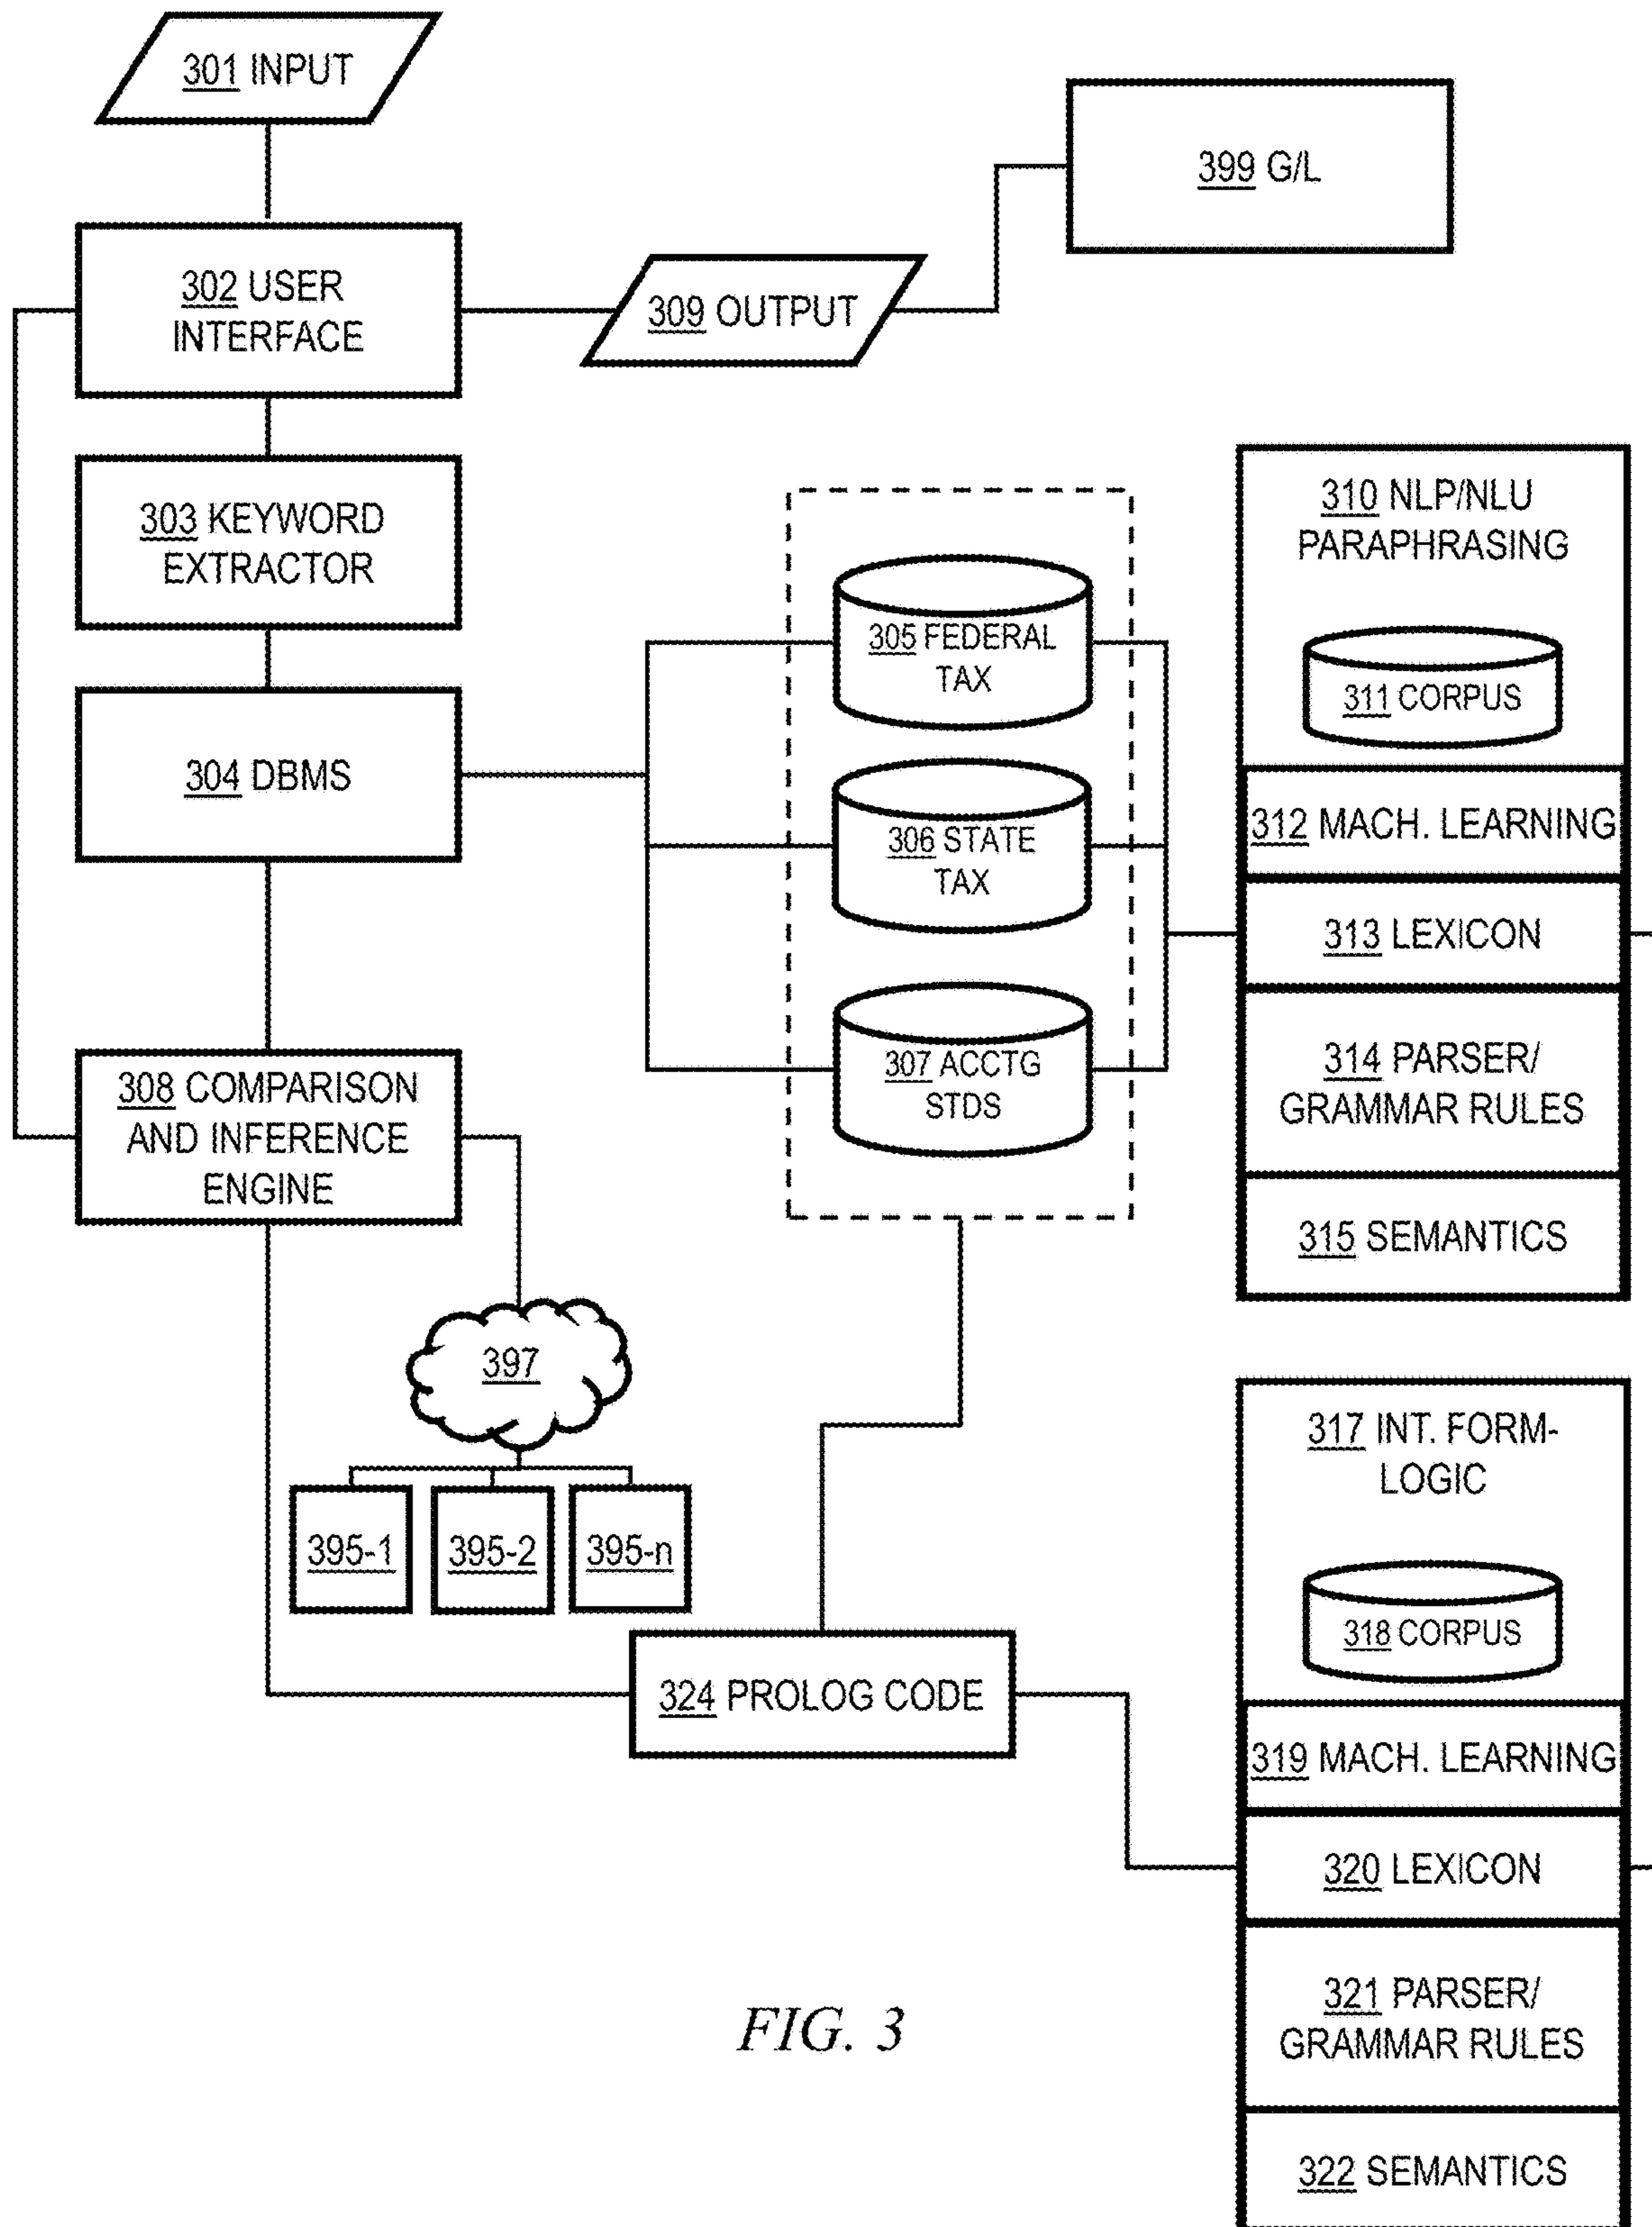 301 INPUT
399 G/L
302 USER
INTERFACE
309 OUTPUT
303 KEYWORD
EXTRACTOR
304 DBMS
305 FEDERAL
TAX
306 STATE
TAX
307 ACCTG
STDS
308 COMPARISON
AND INFERENCE
ENGINE
310 NLP/NLU
PARAPHRASING
311 CORPUS
312 MACH. LEARNING
313 LEXICON
314 PARSER/
GRAMMAR RULES
315 SEMANTICS
397
395-1
395-2
395-n
324 PROLOG CODE
317 INT. FORM-
LOGIC
318 CORPUS
319 MACH. LEARNING
320 LEXICON
321 PARSER/
GRAMMAR RULES
322 SEMANTICS
FIG. 3